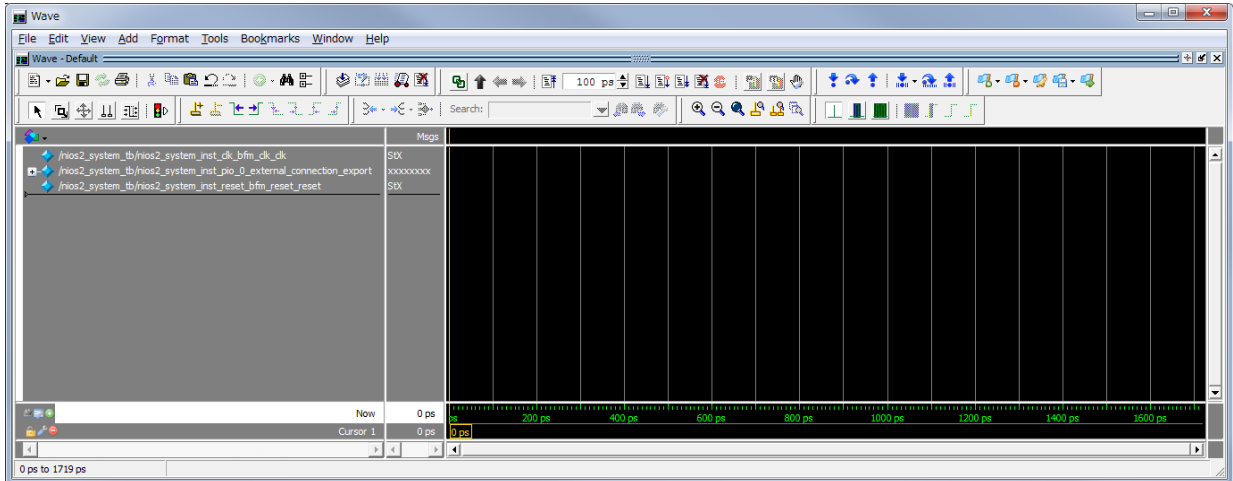 Wave
File Edit View Add Format Tools Bookmarks Window Help
Wave - Default
100 ps
Search:
Msgs
/nios2_system_tb/nios2_system_inst_clk_bfm_clk_clk StX
/nios2_system_tb/nios2_system_inst_pio_0_external_connection_export xxxxxxxx
/nios2_system_tb/nios2_system_inst_reset_bfm_reset_reset StX
Now 0 ps ps 200 ps 400 ps 600 ps 800 ps 1000 ps 1200 ps 1400 ps 1600 ps
Cursor 1 0 ps 0 ps
0 ps to 1719 ps